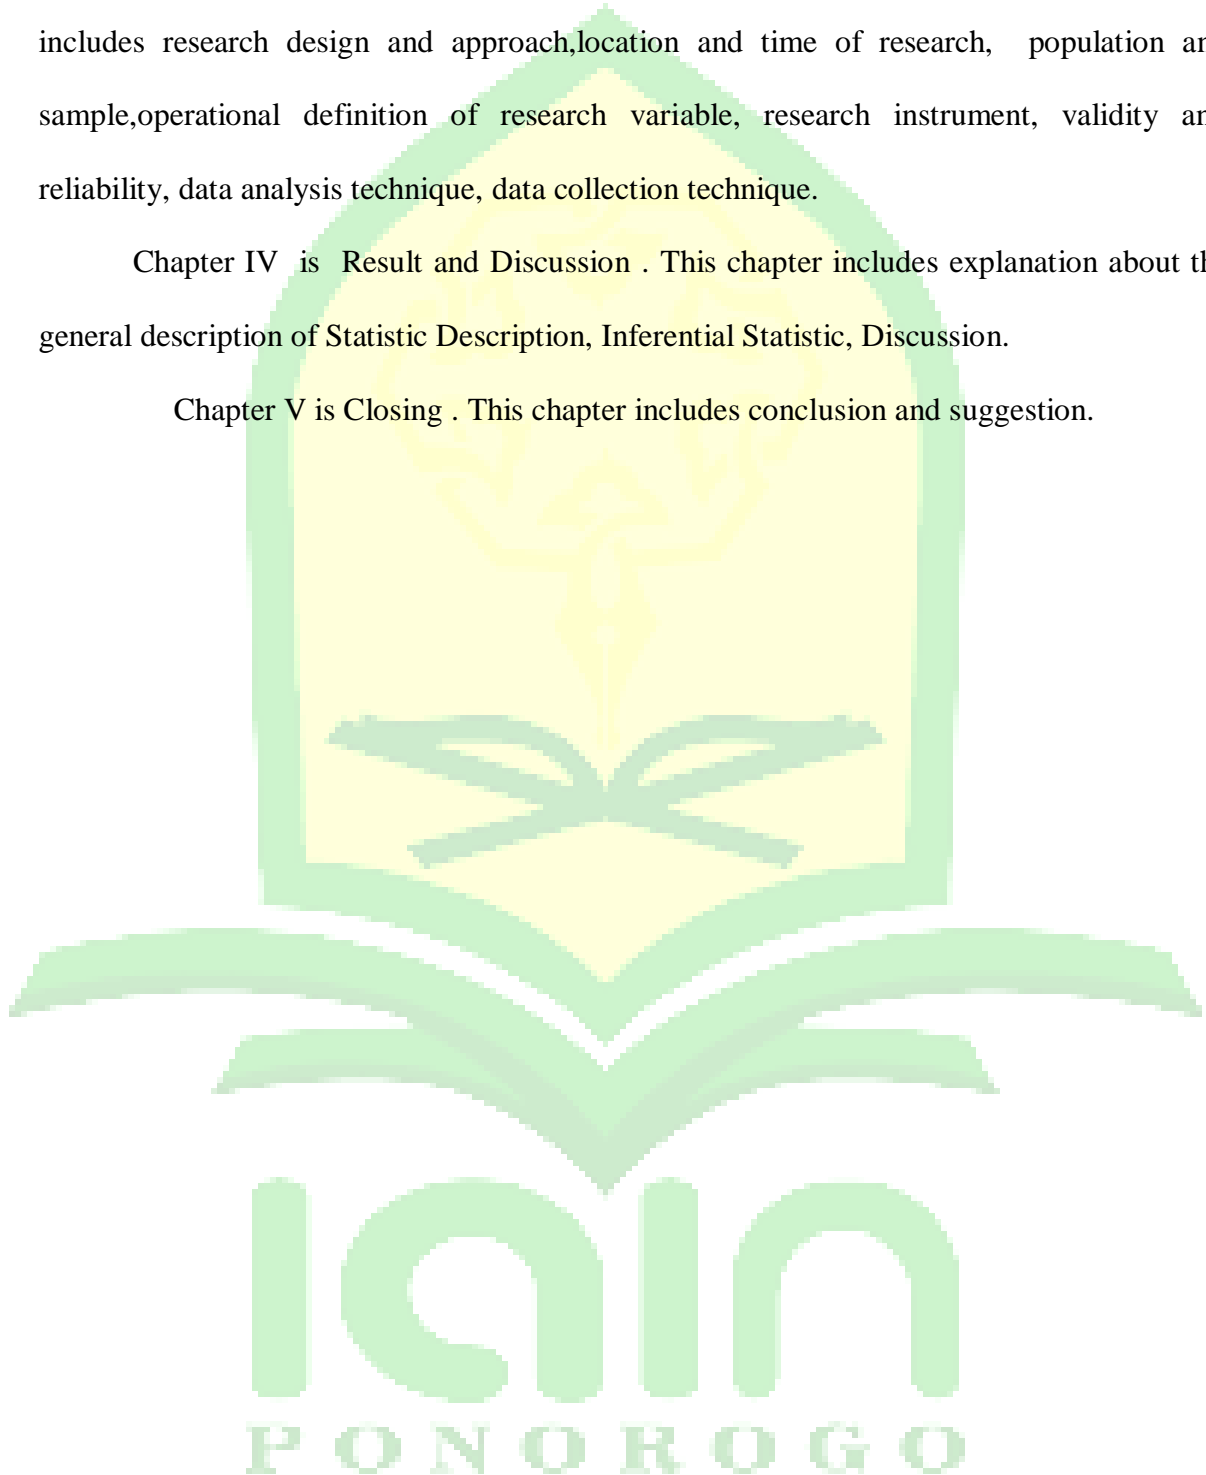 includes research design and approach,location and time of research, population an
sample,operational definition of research variable, research instrument, validity an
reliability, data analysis technique, data collection technique.
Chapter IV is Result and Discussion . This chapter includes explanation about th
general description of Statistic Description, Inferential Statistic, Discussion.
Chapter V is Closing . This chapter includes conclusion and suggestion.
iain
PONOROGO